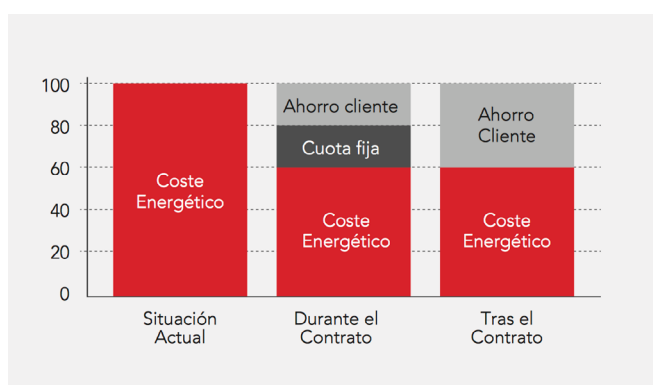 100
80
60
40
20
0
Coste
Energético
Ahorro cliente
Cuota fija
Coste
Energético
Ahorro
Cliente
Coste
Energético
Situación
Actual
Durante el
Contrato
Tras el
Contrato